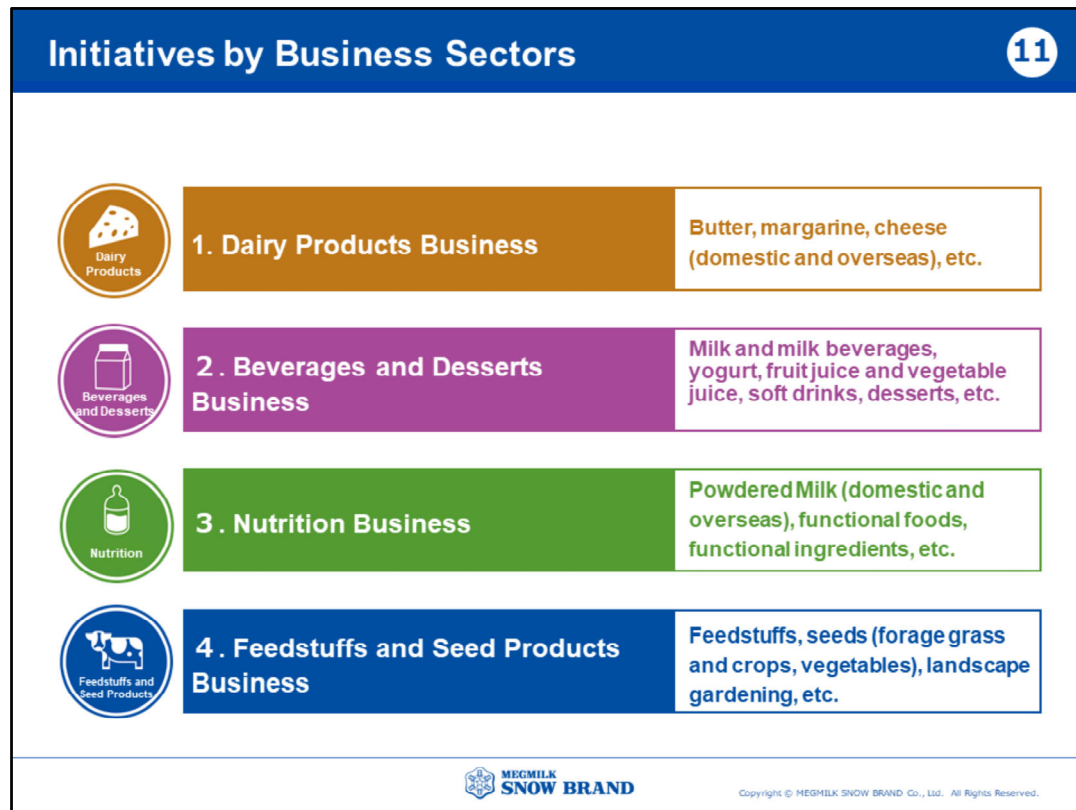 Initiatives by Business Sectors
11
Dairy
Products
1. Dairy Products Business
Butter, margarine, cheese
(domestic and overseas), etc.
Beverages
and Desserts
２. Beverages and Desserts
Business
Milk and milk beverages,
yogurt, fruit juice and vegetable
juice, soft drinks, desserts, etc.
Nutrition
３. Nutrition Business
Powdered Milk (domestic and
overseas), functional foods,
functional ingredients, etc.
Feedstuffs and
Seed Products
４. Feedstuffs and Seed Products
Business
Feedstuffs, seeds (forage grass
and crops, vegetables), landscape
gardening, etc.
MEGMILK
SNOW BRAND
Copyright © MEGMILK SNOW BRAND Co., Ltd. All Rights Reserved.